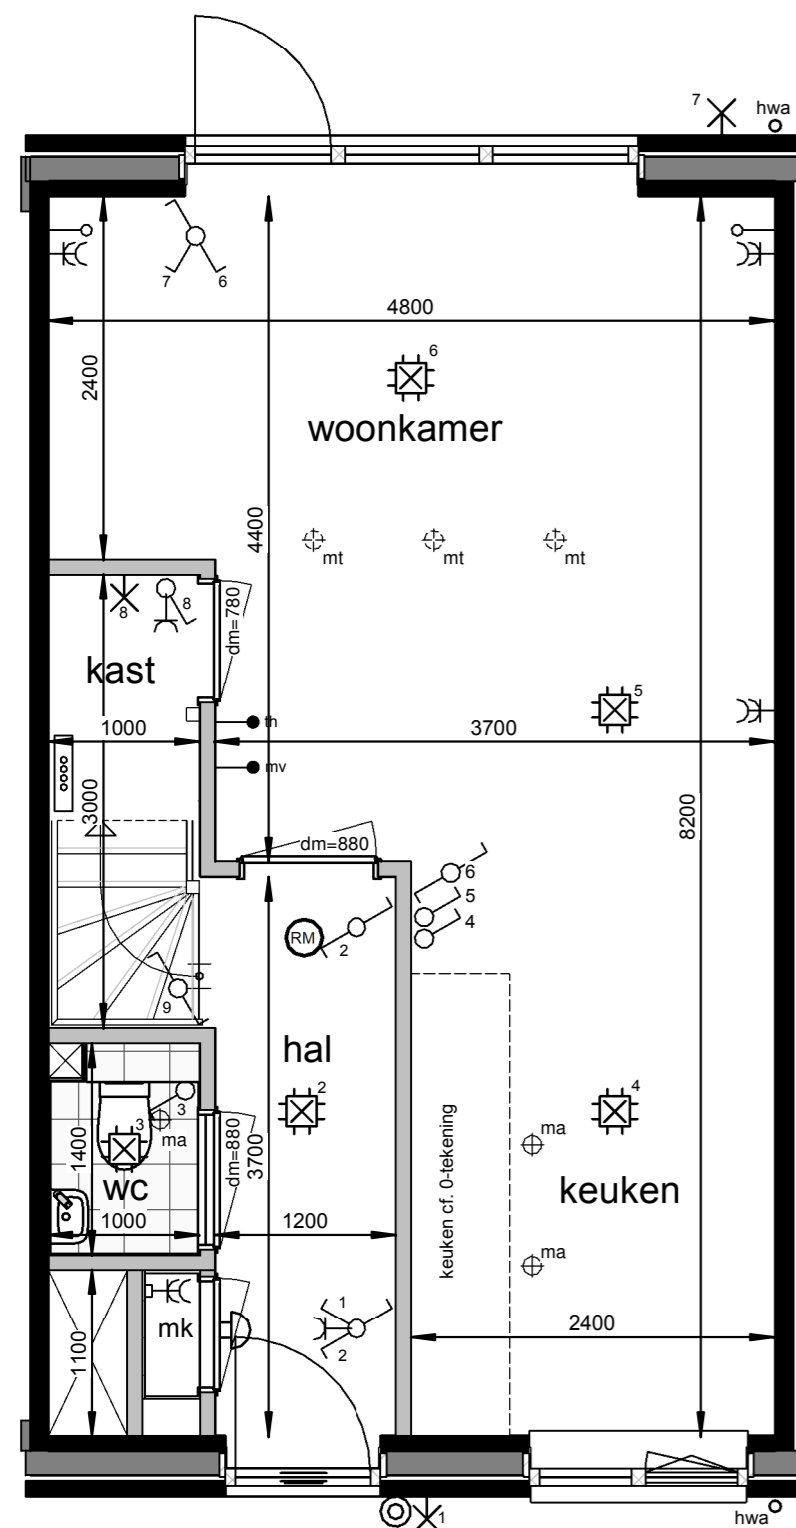 7
hwa
7
6
4800
2400
6
woonkamer
4400
mt
mt
mt
8
8
dm=780
kast
5
th
1000
3700
mv
3000
8200
dm=880
6
5
4
RM
2
9
hal
2
4
3
3
ma
ma
dm=880
3700
1400
keuken cf. 0-tekening
wc
keuken
1000
1200
ma
1
mk
2
2400
1100
1
hwa